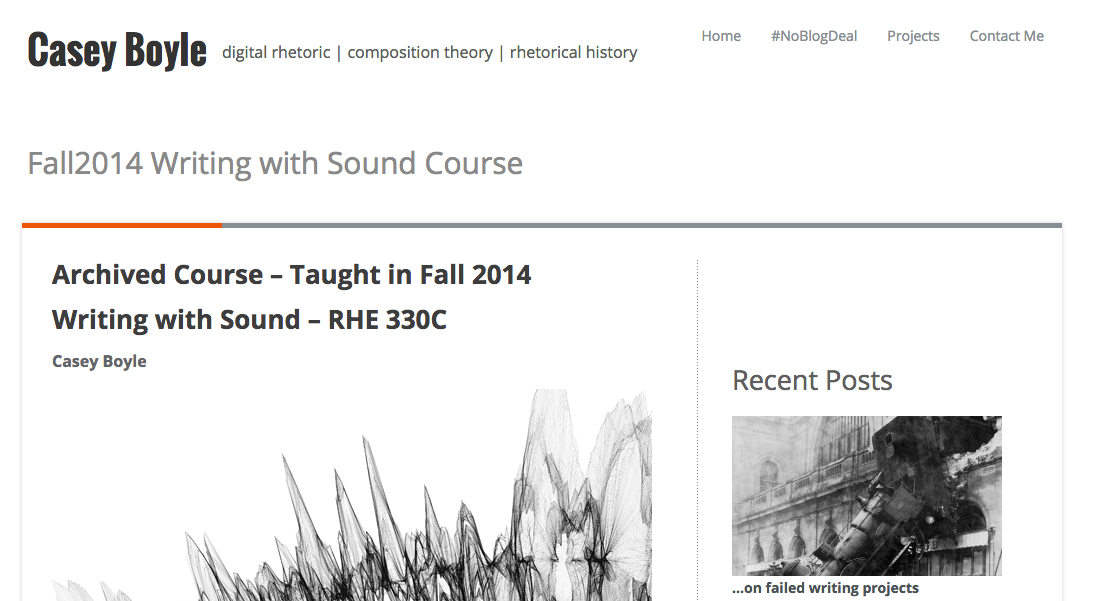 Casey Boyle
digital rhetoric | composition theory | rhetorical history
Home
#NoBlogDeal
Projects
Contact Me
Fall2014 Writing with Sound Course
Archived Course – Taught in Fall 2014
Writing with Sound – RHE 330C
Casey Boyle
Recent Posts
...on failed writing projects